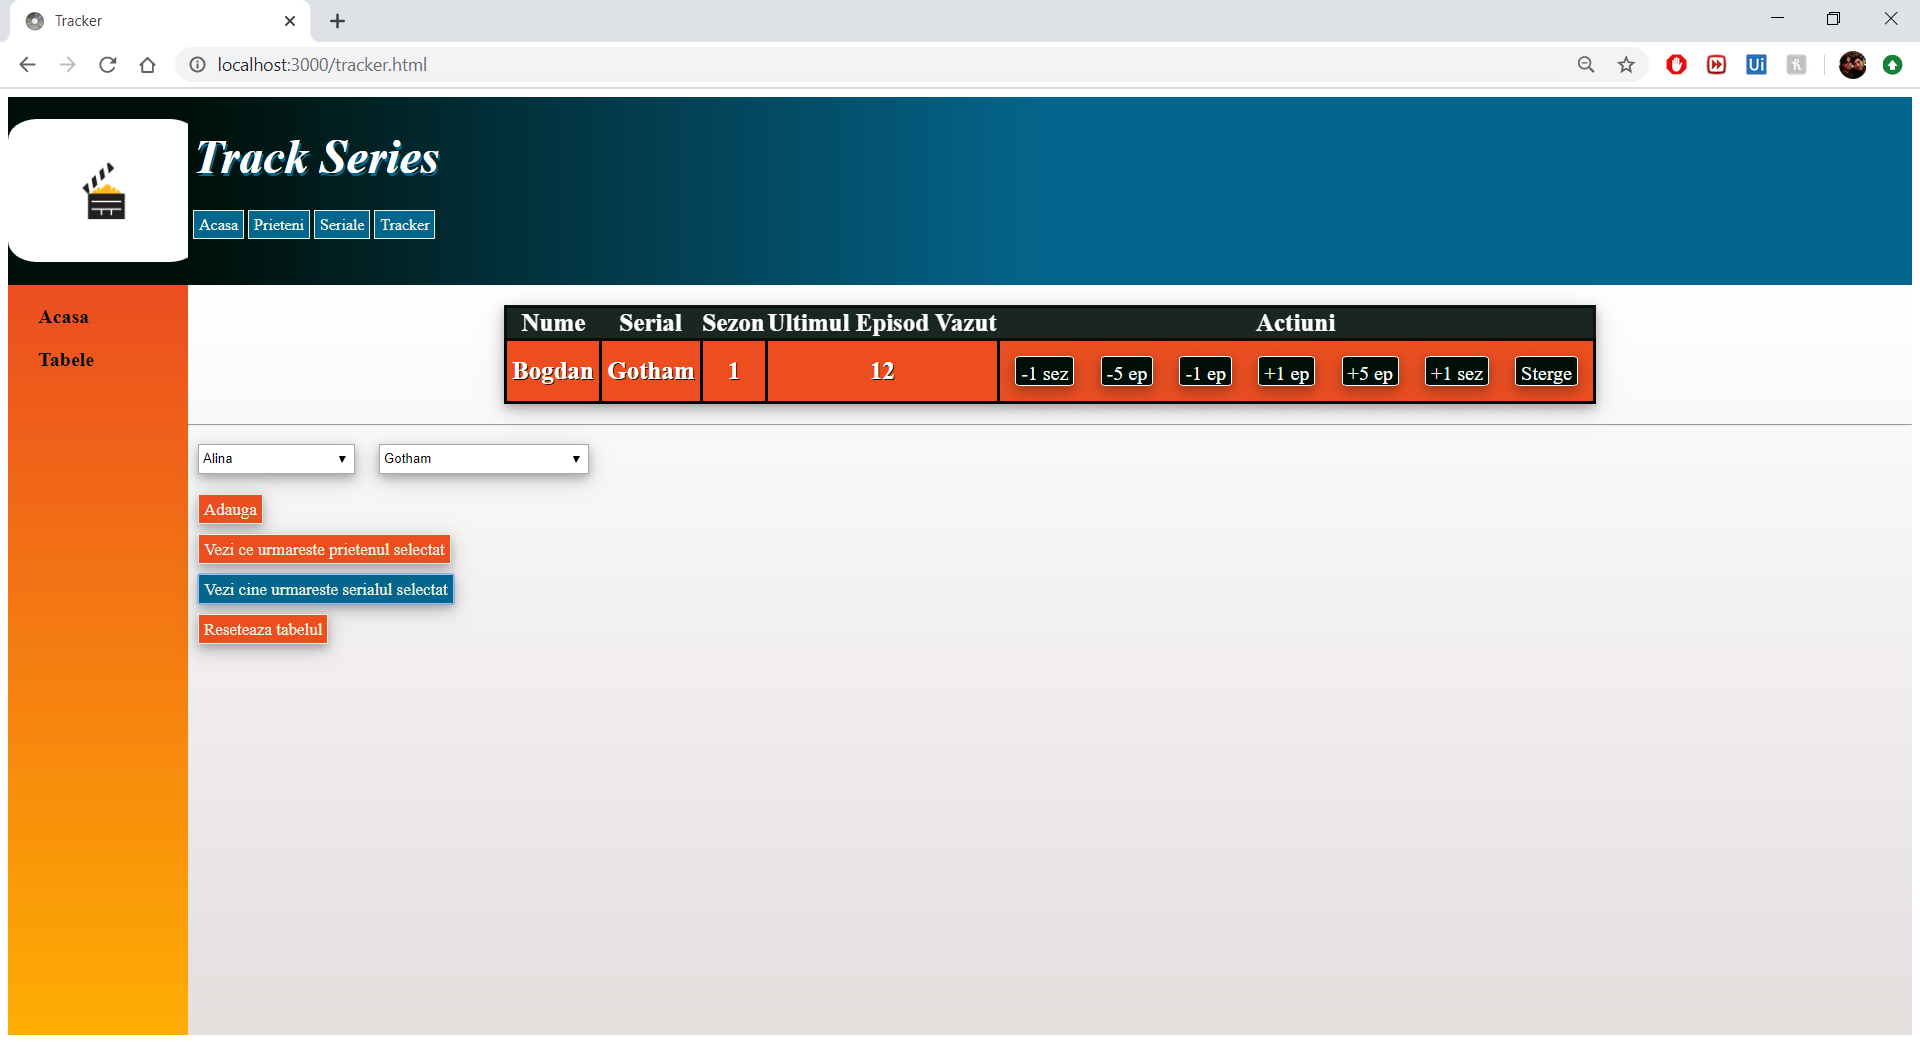 Tracker
localhost:3000/tracker.html
Ui
Track Series
Acasa Prieteni Seriale Tracker
Acasa
Tabele
Nume Serial Sezon Ultimul Episod Vazut Actiuni
Bogdan Gotham 1 12 -1 sez -5 ep -1 ep +1 ep +5 ep +1 sez Sterge
Alina Gotham
Adauga
Vezi ce urmareste prietenul selectat
Vezi cine urmareste serialul selectat
Reseteaza tabelul